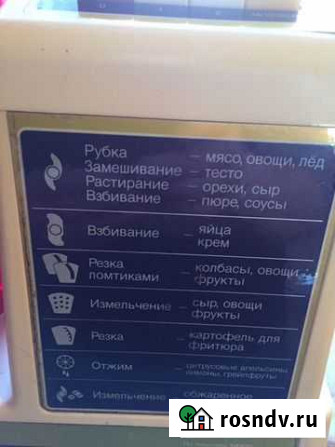 Рубка – мясо, овощи, лёд
Замешивание – тесто
Растирание – орехи, сыр
Взбивание – пюре, соусы
Взбивание – яйца
крем
Резка – колбасы, овощи
ломтиками фрукты
Измельчение – сыр, овощи
фрукты
Резка – картофель для
фритюра
Отжим – цитрусовые апельсины,
лимоны, грейпфруты
Измельчение обжаренное
rosndv.ru